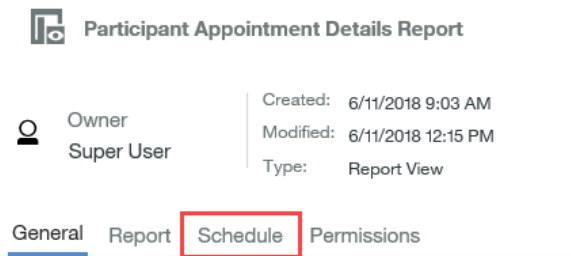 Participant Appointment Details Report
Owner
Super User
Created: 6/11/2018 9:03 AM
Modified: 6/11/2018 12:15 PM
Type: Report View
General Report Schedule Permissions